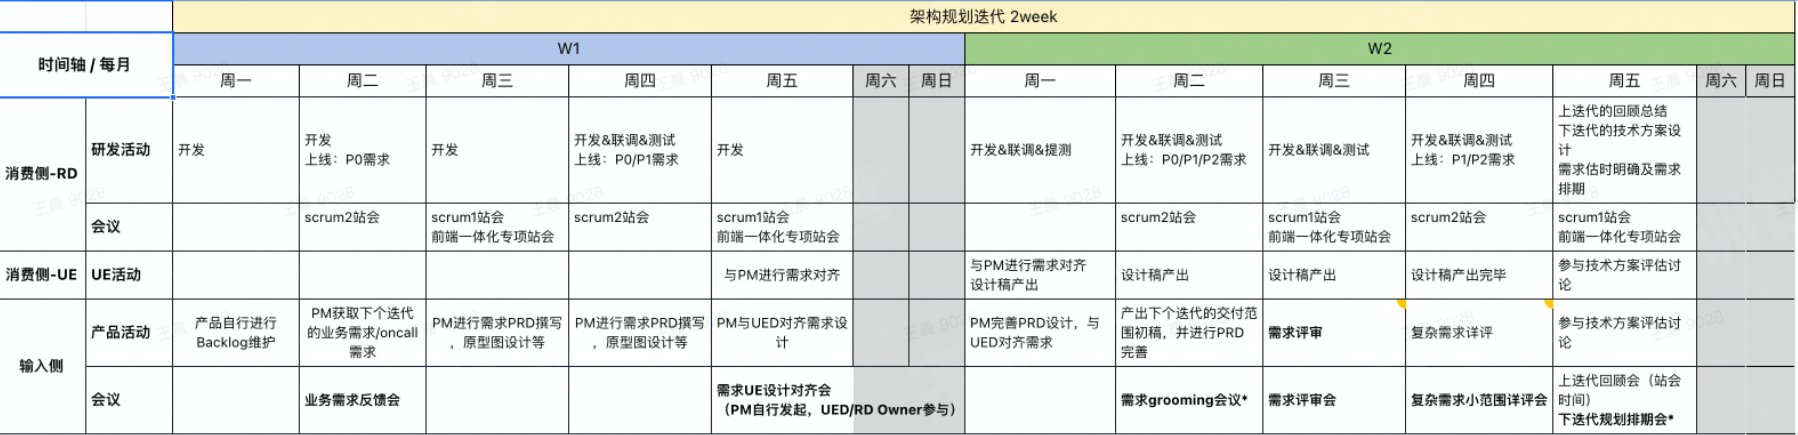 架构规划迭代 2week
时间轴 / 每月
W1
W2
周一
周二
周三
周四
周五
周六
周日
周一
周二
周三
周四
周五
周六
周日
消费侧-RD
研发活动
开发
开发
上线：P0需求
开发
开发&联调&测试
上线：P0/P1需求
开发
开发&联调&提测
开发&联调&测试
上线：P0/P1/P2需求
开发&联调&测试
开发&联调&测试
上线：P1/P2需求
上迭代的回顾总结
下迭代的技术方案设
计
需求估时明确及需求
排期
会议
scrum2站会
scrum1站会
前端一体化专项站会
scrum2站会
scrum1站会
前端一体化专项站会
scrum2站会
scrum1站会
前端一体化专项站会
scrum2站会
scrum1站会
前端一体化专项站会
消费侧-UE
UE活动
与PM进行需求对齐
与PM进行需求对齐
设计稿产出
设计稿产出
设计稿产出
设计稿产出完毕
参与技术方案评估讨
论
输入侧
产品活动
产品自行进行
Backlog维护
PM获取下个迭代
的业务需求/oncall
需求
PM进行需求PRD撰写
，原型图设计等
PM进行需求PRD撰写
，原型图设计等
PM与UED对齐需求设
计
PM完善PRD设计，与
UED对齐需求
产出下个迭代的交付范
围初稿，并进行PRD
完善
需求评审
复杂需求详评
参与技术方案评估讨
论
会议
业务需求反馈会
需求UE设计对齐会
（PM自行发起，UED/RD Owner参与）
需求grooming会议*
需求评审会
复杂需求小范围详评会
上迭代回顾会（站会
时间）
下迭代规划排期会*
王晨 9028